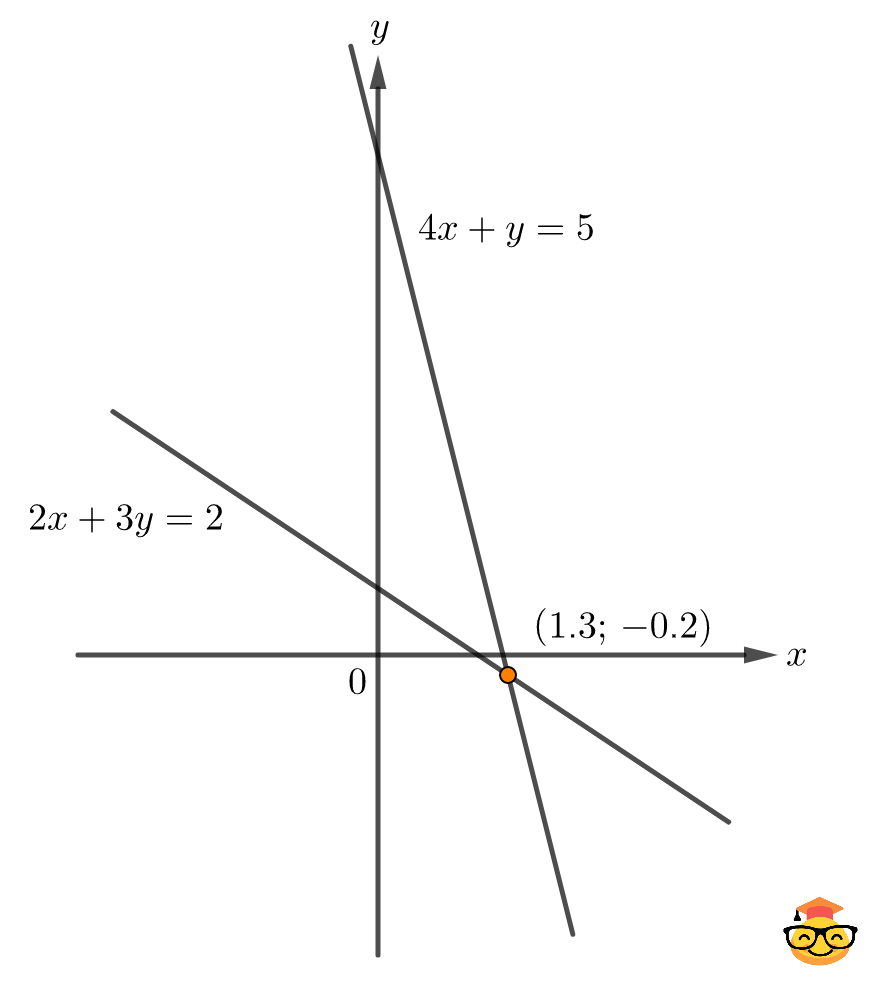 y
4x + y = 5
2x + 3y = 2
(1.3; −0.2)
x
0